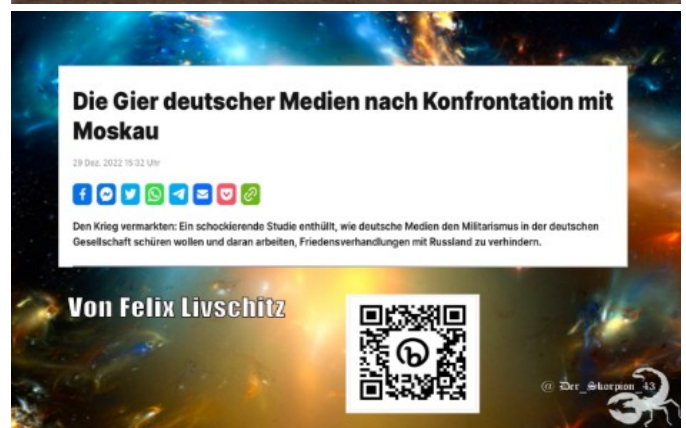 Die Gier deutscher Medien nach Konfrontation mit
Moskau
29 Dez. 2022 15:32 Uhr
Den Krieg vermarkten: Ein schockierende Studie enthüllt, wie deutsche Medien den Militarismus in der deutschen
Gesellschaft schüren wollen und daran arbeiten, Friedensverhandlungen mit Russland zu verhindern.
Von Felix Livschitz
@ Der_Skorpion_43